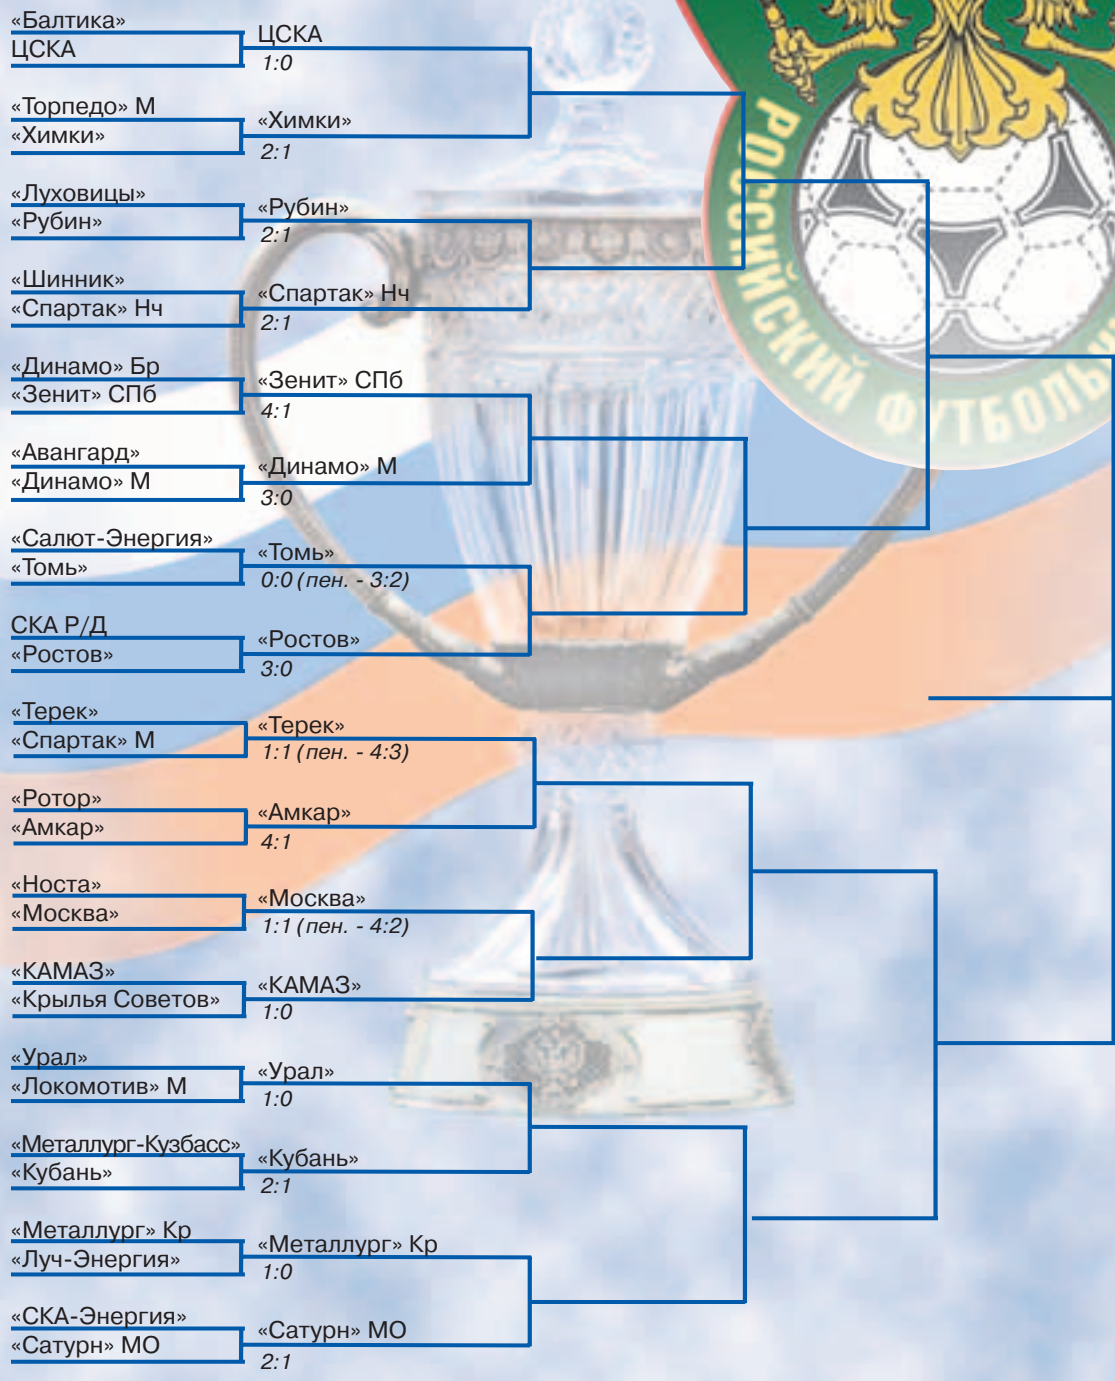 «Балтика»
ЦСКА
ЦСКА
1:0
«Торпедо» М
«Химки»
«Химки»
2:1
«Луховицы»
«Рубин»
«Рубин»
2:1
«Шинник»
«Спартак» Нч
«Спартак» Нч
2:1
«Динамо» Бр
«Зенит» СПб
«Зенит» СПб
4:1
«Авангард»
«Динамо» М
«Динамо» М
3:0
«Салют-Энергия»
«Томь»
«Томь»
0:0 (пен. - 3:2)
СКА Р/Д
«Ростов»
«Ростов»
3:0
«Терек»
«Спартак» М
«Терек»
1:1 (пен. - 4:3)
«Ротор»
«Амкар»
«Амкар»
4:1
«Носта»
«Москва»
«Москва»
1:1 (пен. - 4:2)
«КАМАЗ»
«Крылья Советов»
«КАМАЗ»
1:0
«Урал»
«Локомотив» М
«Урал»
1:0
«Металлург-Кузбасс»
«Кубань»
«Кубань»
2:1
«Металлург» Кр
«Луч-Энергия»
«Металлург» Кр
1:0
«СКА-Энергия»
«Сатурн» МО
«Сатурн» МО
2:1
РОССИЙСКИЙ ФУТБОЛЬН